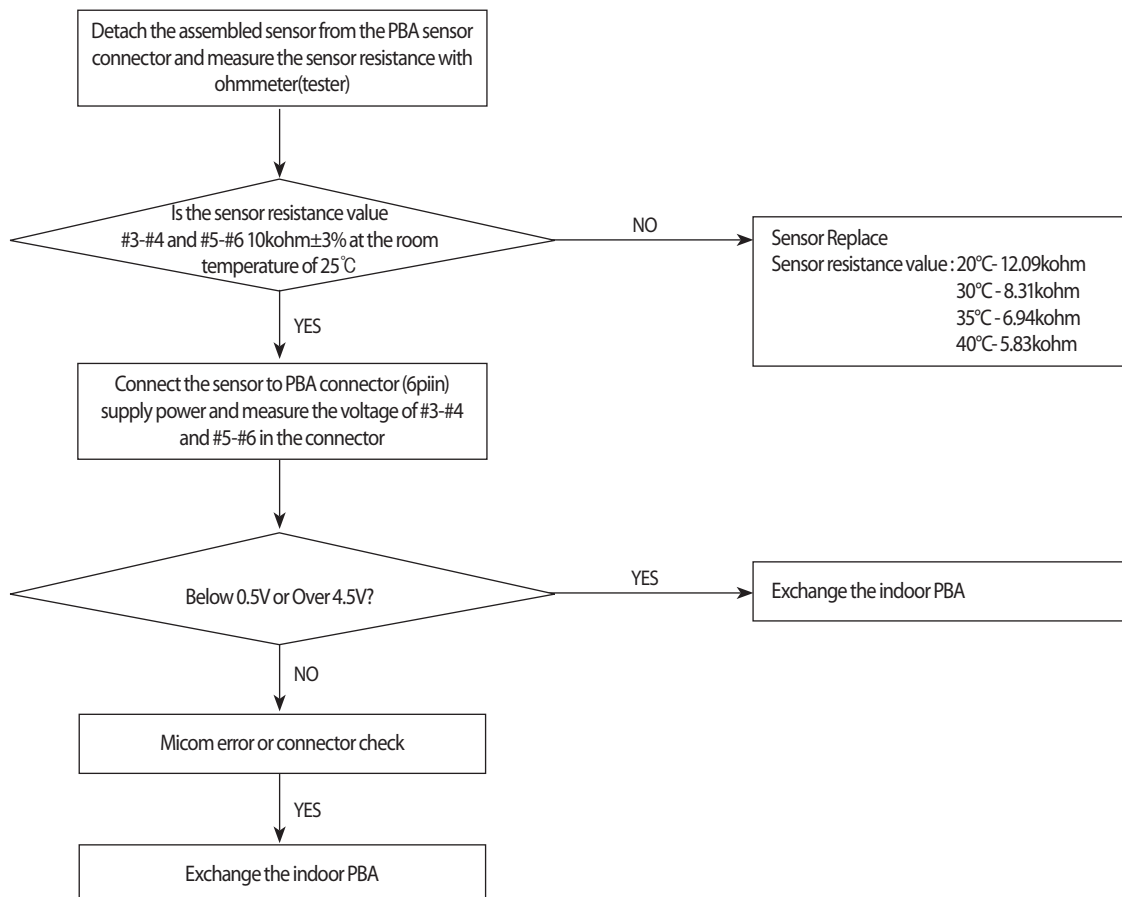 Detach the assembled sensor from the PBA sensor
connector and measure the sensor resistance with
ohmmeter(tester)
Is the sensor resistance value
#3-#4 and #5-#6 10kohm±3% at the room
temperature of 25℃
NO
Sensor Replace
Sensor resistance value : 20°C- 12.09kohm
30°C - 8.31kohm
35°C - 6.94kohm
40°C- 5.83kohm
YES
Connect the sensor to PBA connector (6piin)
supply power and measure the voltage of #3-#4
and #5-#6 in the connector
Below 0.5V or Over 4.5V?
YES
Exchange the indoor PBA
NO
Micom error or connector check
YES
Exchange the indoor PBA